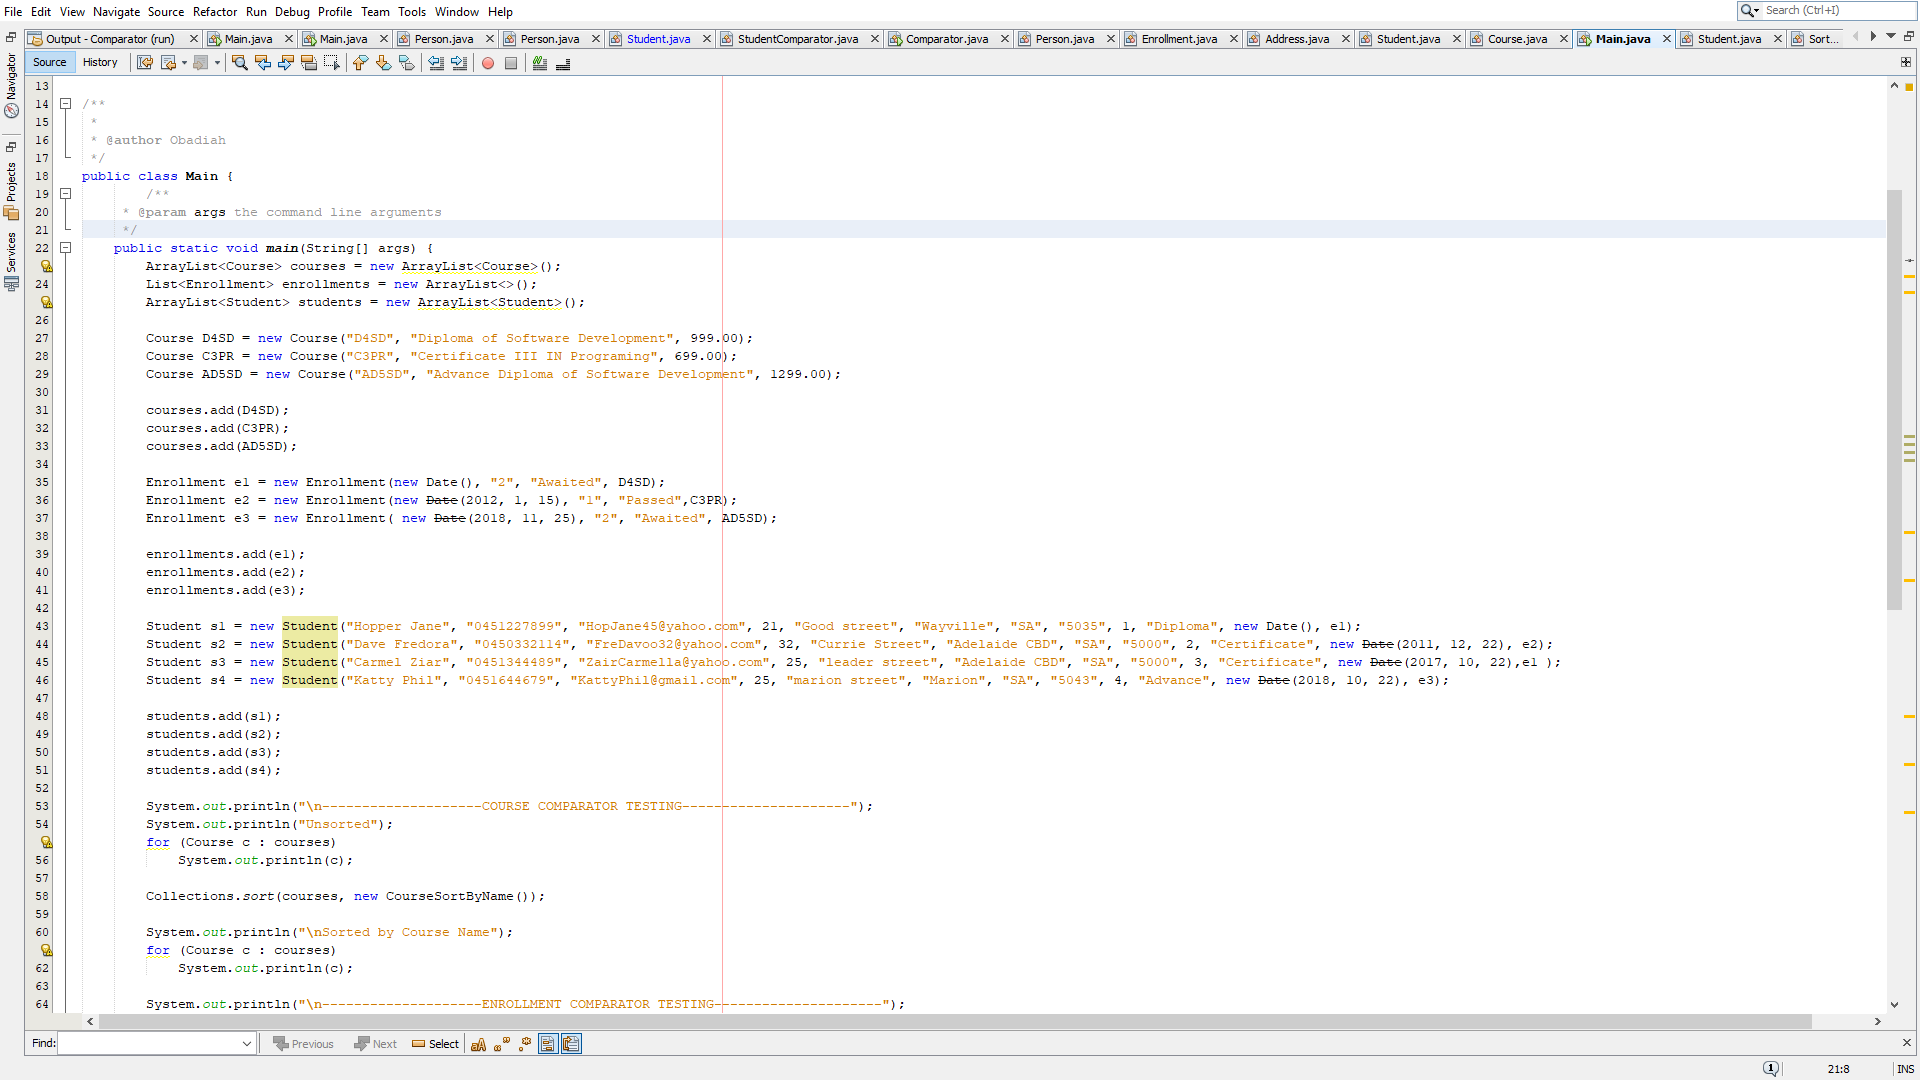 File Edit View Navigate Source Refactor Run Debug Profile Team Tools Window Help
Search (Ctrl+I)
Output - Comparator (run) Main.java Main.java Person.java Person.java Student.java StudentComparator.java Comparator.java Person.java Enrollment.java Address.java Student.java Course.java Main.java Student.java Sort...
Source History
Navigator
Projects
Services
13
14 /**
15 *
16 * @author Obadiah
17 */
18 public class Main {
19 /**
20 * @param args the command line arguments
21 */
22 public static void main(String[] args) {
ArrayList<Course> courses = new ArrayList<Course>();
24 List<Enrollment> enrollments = new ArrayList<>();
ArrayList<Student> students = new ArrayList<Student>();
26
27 Course D4SD = new Course("D4SD", "Diploma of Software Development", 999.00);
28 Course C3PR = new Course("C3PR", "Certificate III IN Programing", 699.00);
29 Course AD5SD = new Course("AD5SD", "Advance Diploma of Software Development", 1299.00);
30
31 courses.add(D4SD);
32 courses.add(C3PR);
33 courses.add(AD5SD);
34
35 Enrollment e1 = new Enrollment(new Date(), "2", "Awaited", D4SD);
36 Enrollment e2 = new Enrollment(new Date(2012, 1, 15), "1", "Passed",C3PR);
37 Enrollment e3 = new Enrollment( new Date(2018, 11, 25), "2", "Awaited", AD5SD);
38
39 enrollments.add(e1);
40 enrollments.add(e2);
41 enrollments.add(e3);
42
43 Student s1 = new Student("Hopper Jane", "0451227899", "HopJane45@yahoo.com", 21, "Good street", "Wayville", "SA", "5035", 1, "Diploma", new Date(), e1);
44 Student s2 = new Student("Dave Fredora", "0450332114", "FreDavoo32@yahoo.com", 32, "Currie Street", "Adelaide CBD", "SA", "5000", 2, "Certificate", new Date(2011, 12, 22), e2);
45 Student s3 = new Student("Carmel Ziar", "0451344489", "ZairCarmella@yahoo.com", 25, "leader street", "Adelaide CBD", "SA", "5000", 3, "Certificate", new Date(2017, 10, 22),e1 );
46 Student s4 = new Student("Katty Phil", "0451644679", "KattyPhil@gmail.com", 25, "marion street", "Marion", "SA", "5043", 4, "Advance", new Date(2018, 10, 22), e3);
47
48 students.add(s1);
49 students.add(s2);
50 students.add(s3);
51 students.add(s4);
52
53 System.out.println("\n--------------------COURSE COMPARATOR TESTING---------------------");
54 System.out.println("Unsorted");
for (Course c : courses)
56 System.out.println(c);
57
58 Collections.sort(courses, new CourseSortByName());
59
60 System.out.println("\nSorted by Course Name");
for (Course c : courses)
62 System.out.println(c);
63
64 System.out.println("\n--------------------ENROLLMENT COMPARATOR TESTING---------------------");
Find: Previous Next Select
21:8 INS